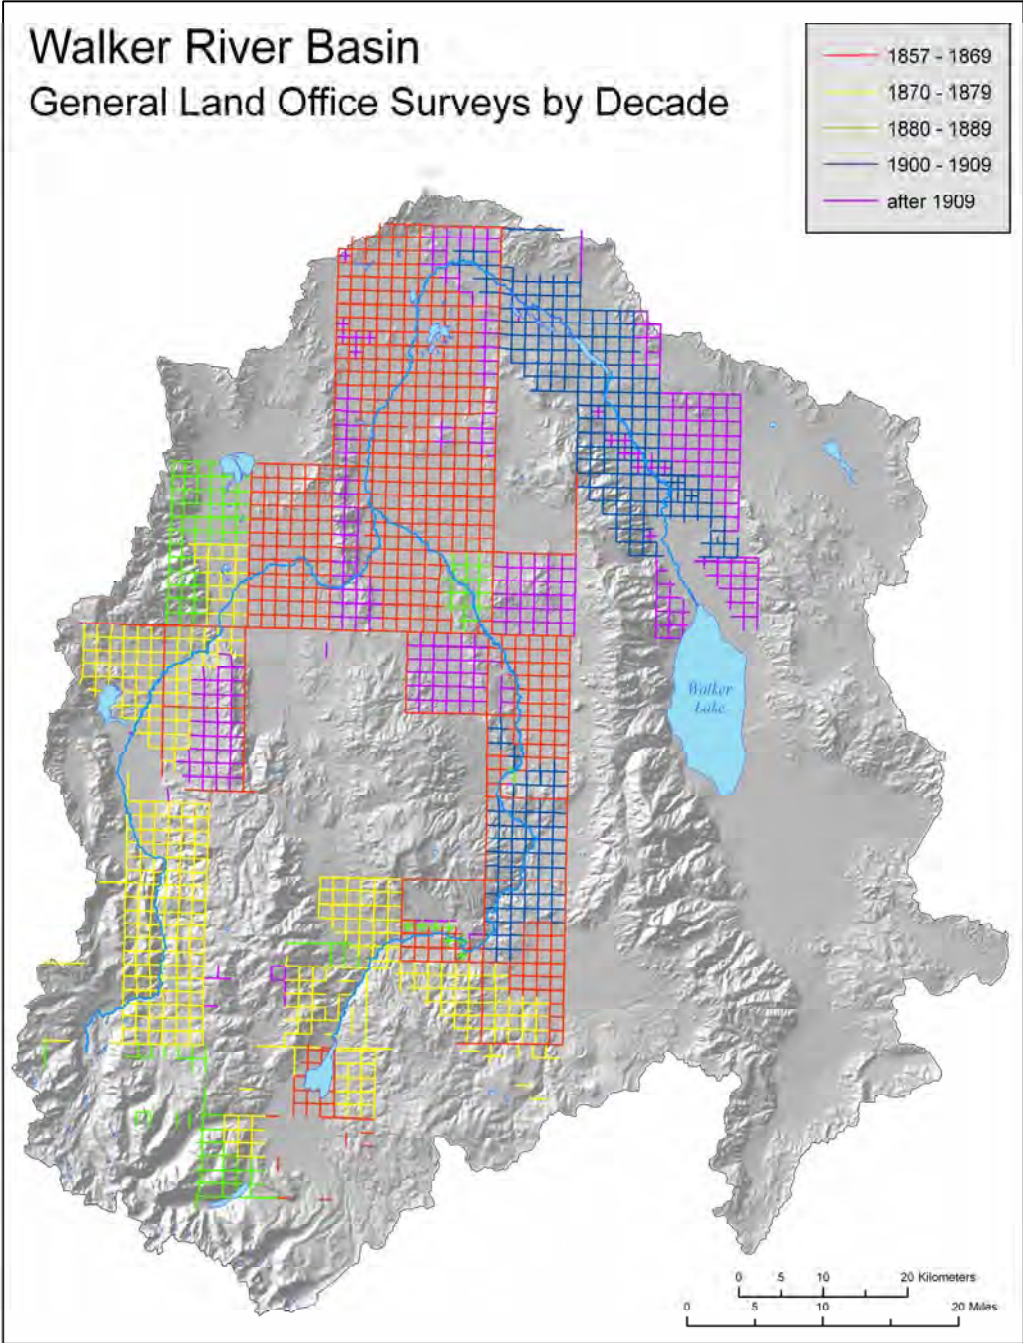 Walker River Basin
General Land Office Surveys by Decade
1857 - 1869
1870 - 1879
1880 - 1889
1900 - 1909
after 1909
Walker
Lake
0 5 10 20 Kilometers
0 5 10 20 Miles